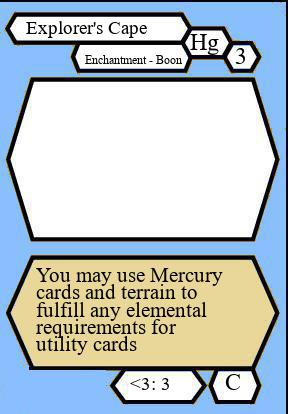 Explorer's Cape
Hg
Enchantment - Boon
3
You may use Mercury
cards and terrain to
fulfill any elemental
requirements for
utility cards
<3: 3
C